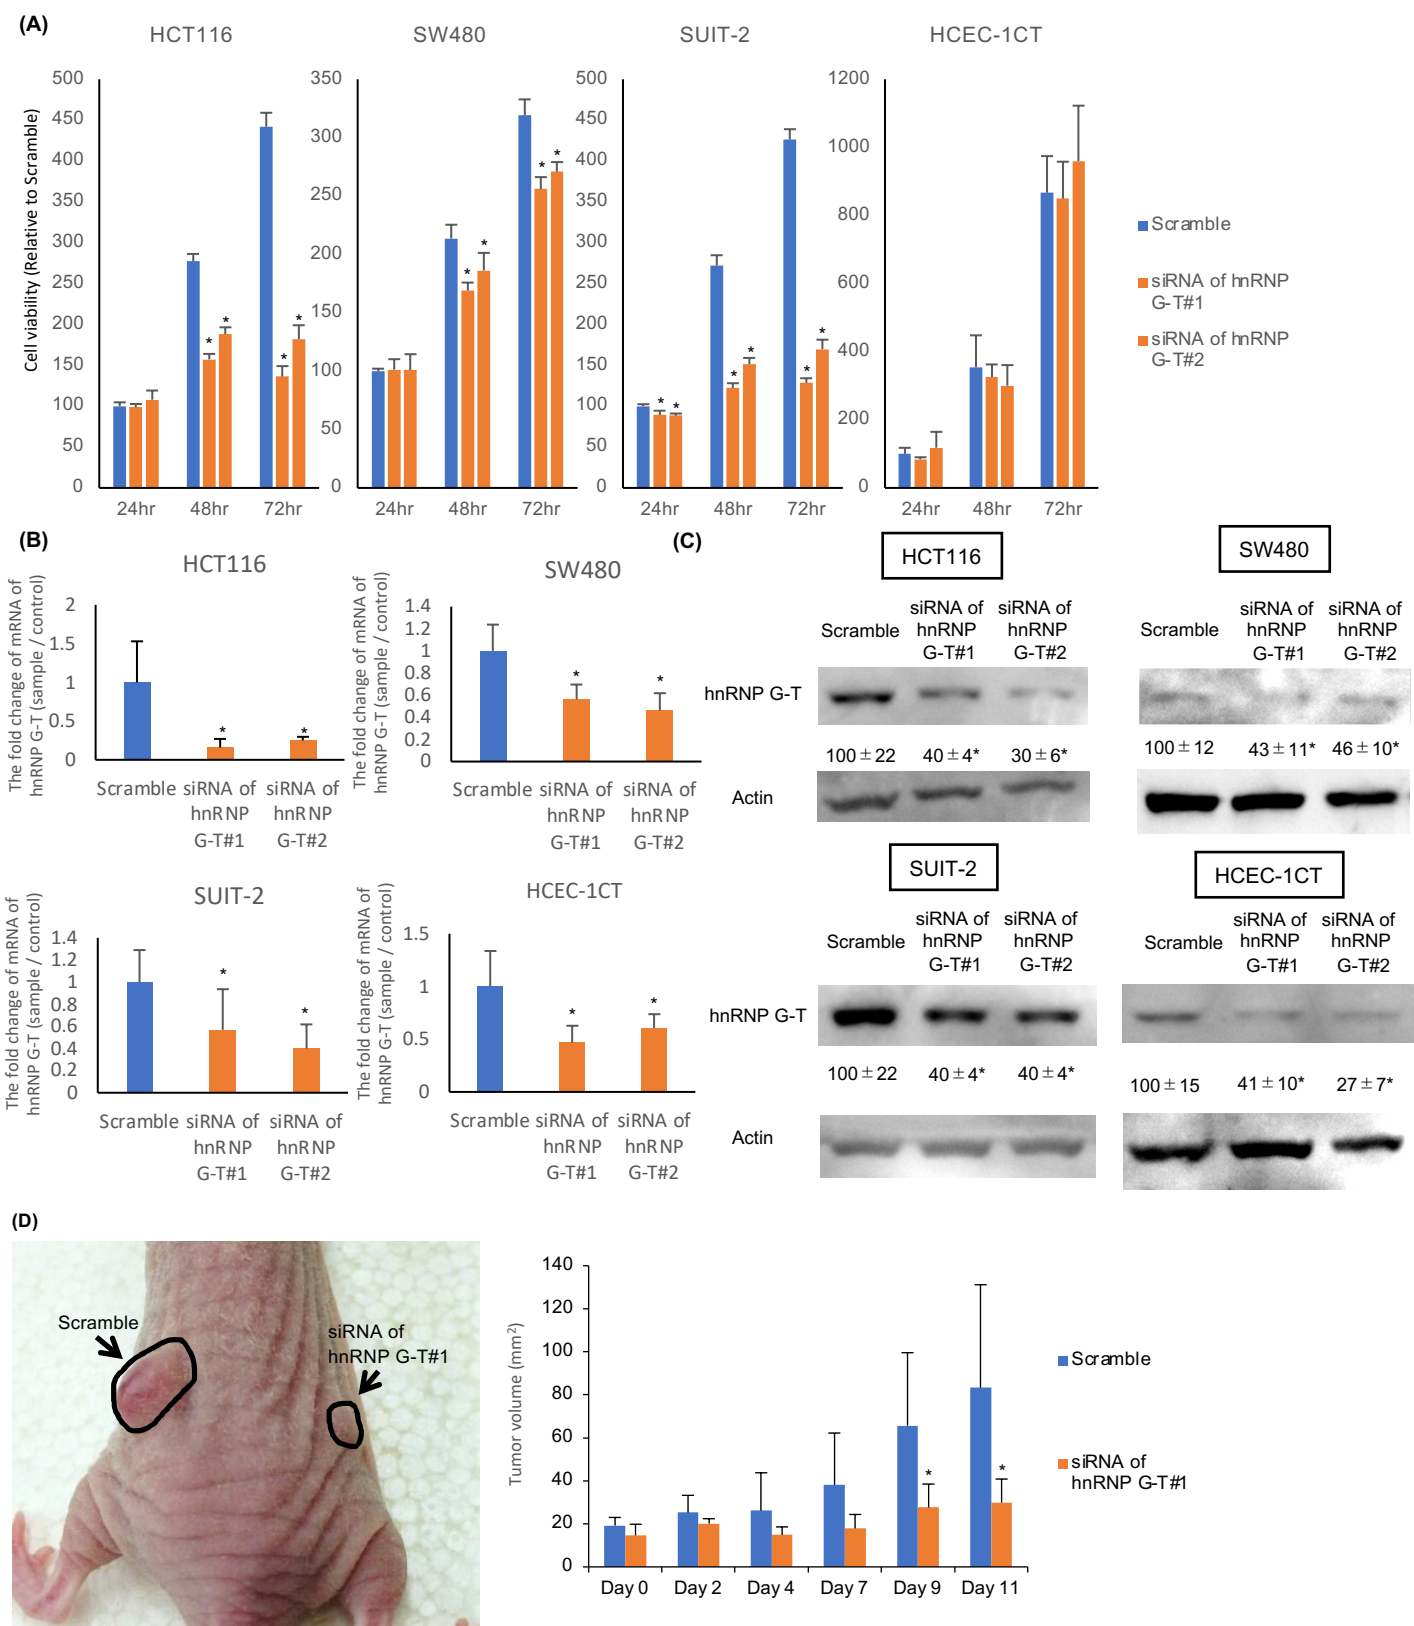 (A)
HCT116
SW480
SUIT-2
HCEC-1CT
Cell viability (Relative to Scramble)
500
450
400
350
300
250
200
150
100
50
0
* * * *
24hr 48hr 72hr
350
300
250
200
150
100
50
0
* * * *
24hr 48hr 72hr
500
450
400
350
300
250
200
150
100
50
0
* * * * * *
24hr 48hr 72hr
1200
1000
800
600
400
200
0
24hr 48hr 72hr
Scramble
siRNA of hnRNP
G-T#1
siRNA of hnRNP
G-T#2
(B)
HCT116
The fold change of mRNA of
hnRNP G-T (sample / control)
2
1.5
1
0.5
0
* *
Scramble siRNA of siRNA of
hnRNP hnRNP
G-T#1 G-T#2
SW480
The fold change of mRNA of
hnRNP G-T (sample / control)
1.4
1.2
1
0.8
0.6
0.4
0.2
0
* *
Scramble siRNA of siRNA of
hnRNP hnRNP
G-T#1 G-T#2
SUIT-2
The fold change of mRNA of
hnRNP G-T (sample / control)
1.4
1.2
1
0.8
0.6
0.4
0.2
0
* *
Scramble siRNA of siRNA of
hnRNP hnRNP
G-T#1 G-T#2
HCEC-1CT
The fold change of mRNA of
hnRNP G-T (sample / control)
1.5
1
0.5
0
* *
Scramble siRNA of siRNA of
hnRNP hnRNP
G-T#1 G-T#2
(C)
HCT116
siRNA of siRNA of
Scramble hnRNP hnRNP
G-T#1 G-T#2
hnRNP G-T
100 ± 22 40 ± 4* 30 ± 6*
Actin
SW480
siRNA of siRNA of
Scramble hnRNP hnRNP
G-T#1 G-T#2
100 ± 12 43 ± 11* 46 ± 10*
SUIT-2
siRNA of siRNA of
Scramble hnRNP hnRNP
G-T#1 G-T#2
hnRNP G-T
100 ± 22 40 ± 4* 40 ± 4*
Actin
HCEC-1CT
siRNA of siRNA of
Scramble hnRNP hnRNP
G-T#1 G-T#2
100 ± 15 41 ± 10* 27 ± 7*
(D)
Scramble
siRNA of
hnRNP G-T#1
Tumor volume (mm²)
140
120
100
80
60
40
20
0
* *
Day 0 Day 2 Day 4 Day 7 Day 9 Day 11
Scramble
siRNA of
hnRNP G-T#1